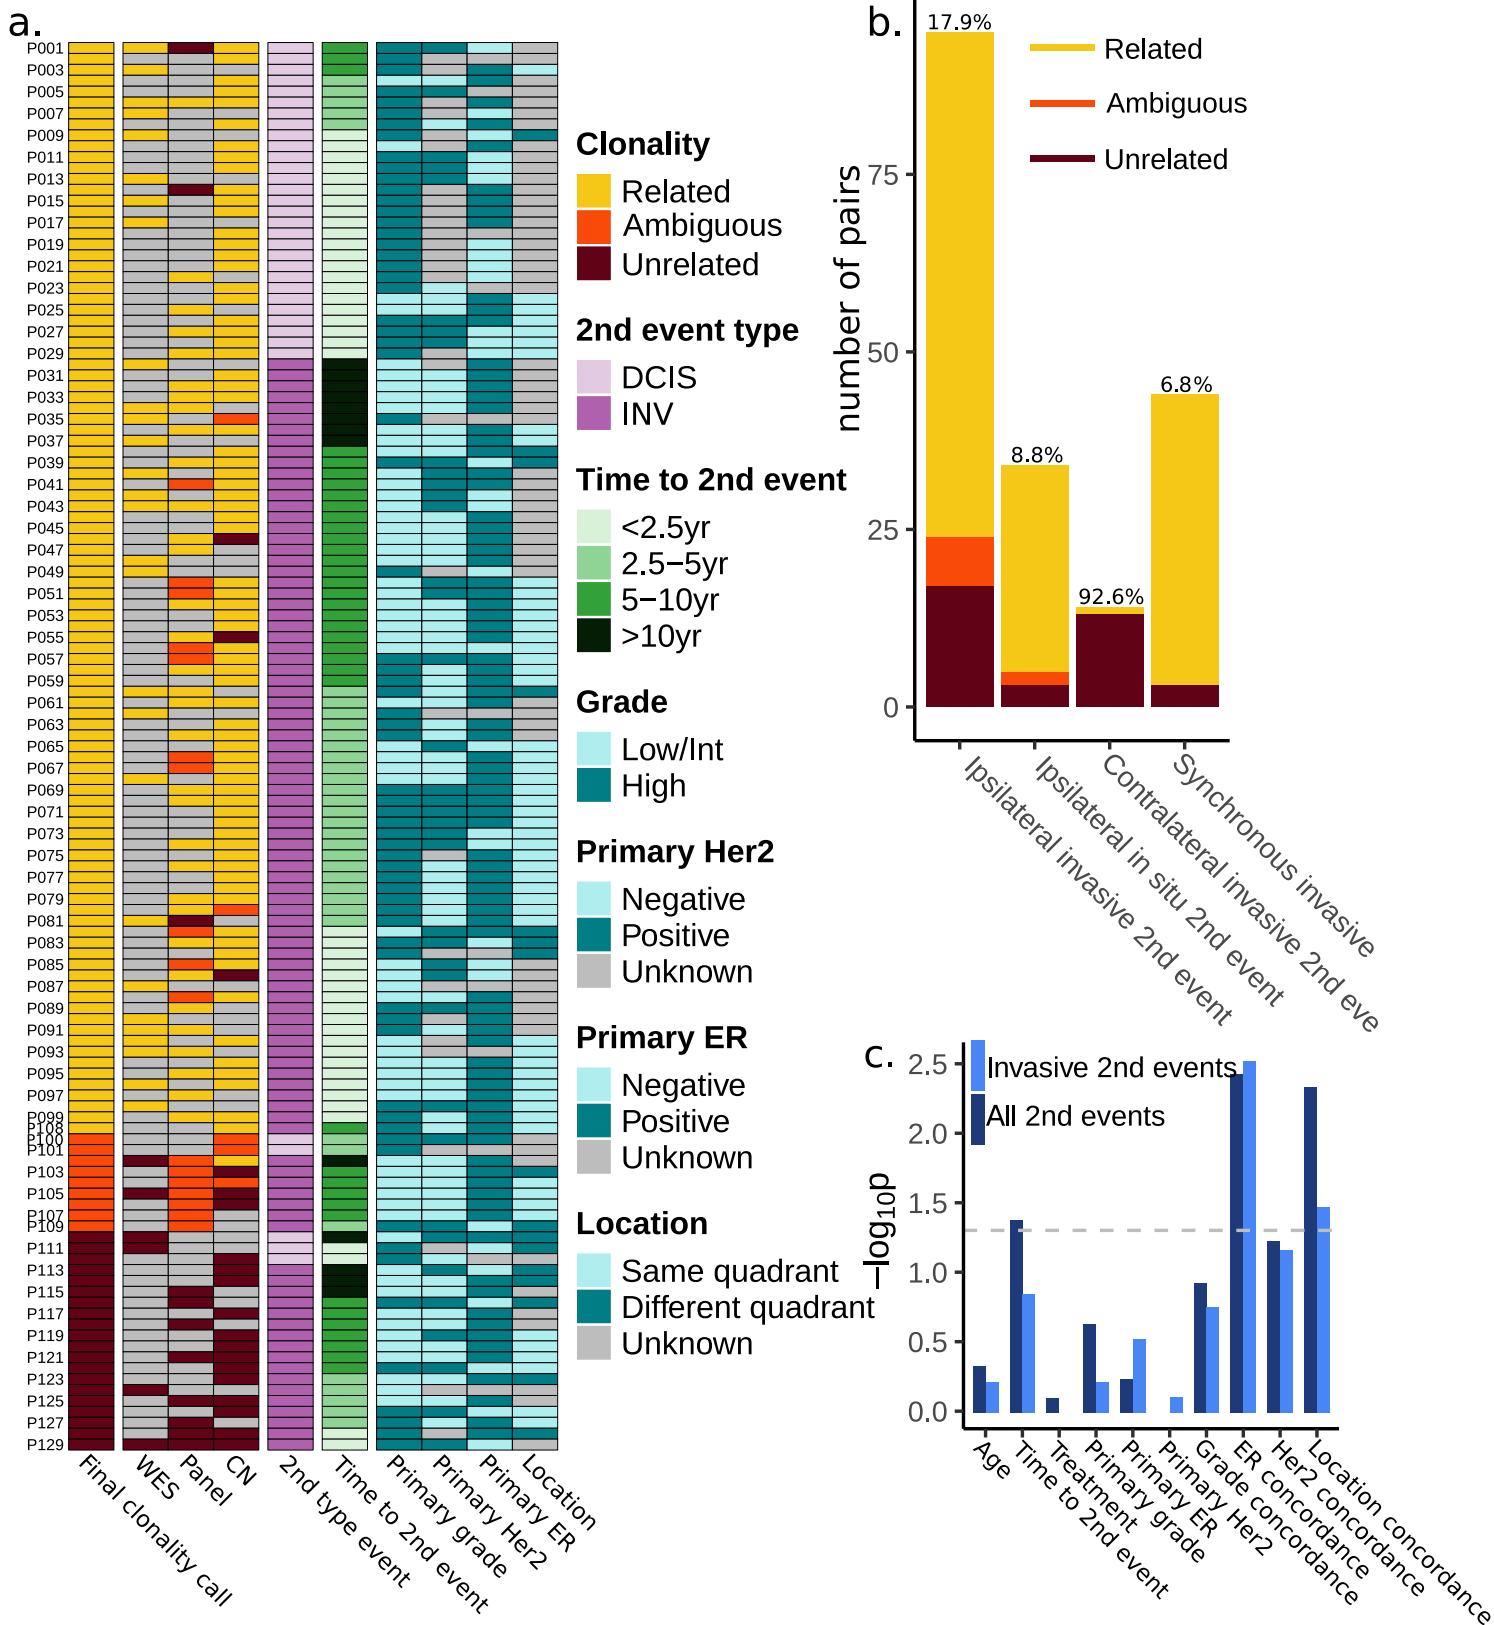 a.
P001
P003
P005
P007
P009
P011
P013
P015
P017
P019
P021
P023
P025
P027
P029
P031
P033
P035
P037
P039
P041
P043
P045
P047
P049
P051
P053
P055
P057
P059
P061
P063
P065
P067
P069
P071
P073
P075
P077
P079
P081
P083
P085
P087
P089
P091
P093
P095
P097
P099
P108
P100
P101
P103
P105
P107
P109
P111
P113
P115
P117
P119
P121
P123
P125
P127
P129
Final clonality call
WES
Panel
CN
2nd type event
Time to 2nd event
Primary grade
Primary Her2
Primary ER
Location
Clonality
Related
Ambiguous
Unrelated
2nd event type
DCIS
INV
Time to 2nd event
<2.5yr
2.5−5yr
5−10yr
>10yr
Grade
Low/Int
High
Primary Her2
Negative
Positive
Unknown
Primary ER
Negative
Positive
Unknown
Location
Same quadrant
Different quadrant
Unknown
b.
number of pairs
75
50
25
0
17.9%
8.8%
92.6%
6.8%
Related
Ambiguous
Unrelated
Ipsilateral invasive 2nd event
Ipsilateral in situ 2nd event
Contralateral invasive 2nd eve
Synchronous invasive
c.
−log10p
2.5
2.0
1.5
1.0
0.5
0.0
Invasive 2nd events
All 2nd events
Age
Time to 2nd event
Treatment
Primary grade
Primary ER
Primary Her2
Grade concordance
ER concordance
Her2 concordance
Location concordance